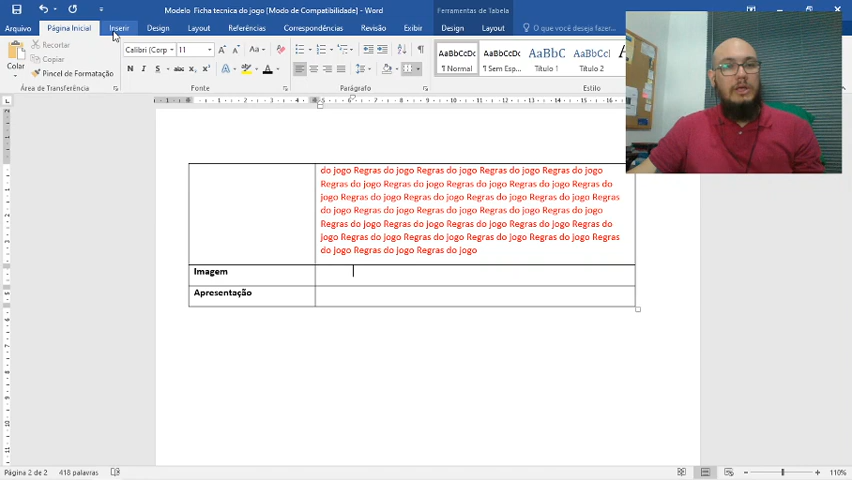 Modelo Ficha tecnica do jogo [Modo de Compatibilidade] - Word
Ferramentas de Tabela
Arquivo Página Inicial Inserir Design Layout Referências Correspondências Revisão Exibir Design Layout O que você deseja fazer...
Colar
Recortar
Copiar
Pincel de Formatação
Área de Transferência
Calibri (Corp 11
N I S abc x₂ x²
Fonte
Parágrafo
AaBbCcDc AaBbCcDc AaBbC AaBbCcD
¶ Normal ¶ Sem Esp... Título 1 Título 2
Estilo
do jogo Regras do jogo Regras do jogo Regras do jogo Regras do jogo
Regras do jogo Regras do jogo Regras do jogo Regras do jogo Regras do
jogo Regras do jogo Regras do jogo Regras do jogo Regras do jogo Regras
do jogo Regras do jogo Regras do jogo Regras do jogo Regras do jogo
Regras do jogo Regras do jogo Regras do jogo Regras do jogo Regras do
jogo Regras do jogo Regras do jogo Regras do jogo Regras do jogo Regras
do jogo Regras do jogo Regras do jogo
Imagem
Apresentação
Página 2 de 2 418 palavras 110%